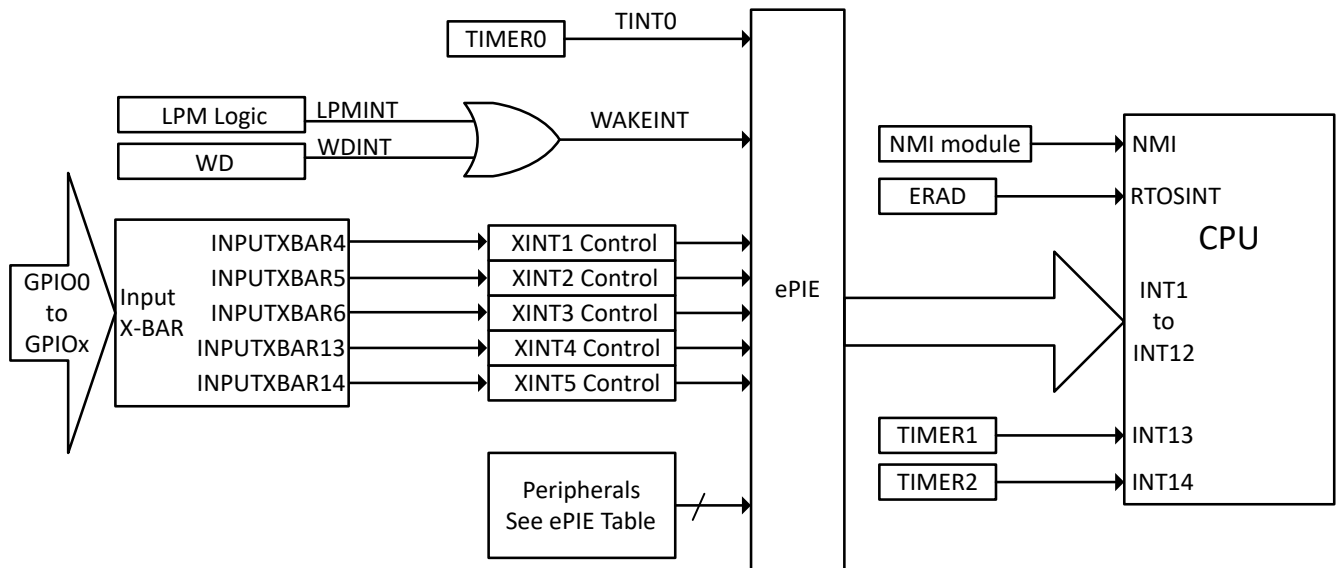 TINT0
TIMER0
LPM Logic
LPMINT
WAKEINT
WD
WDINT
GPIO0
to
GPIOx
Input
X-BAR
INPUTXBAR4
INPUTXBAR5
INPUTXBAR6
INPUTXBAR13
INPUTXBAR14
XINT1 Control
XINT2 Control
XINT3 Control
XINT4 Control
XINT5 Control
Peripherals
See ePIE Table
ePIE
NMI module
NMI
ERAD
RTOSINT
CPU
INT1
to
INT12
TIMER1
INT13
TIMER2
INT14